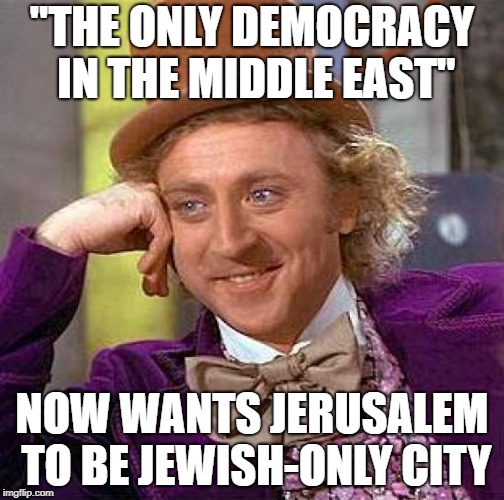 "THE ONLY DEMOCRACY
IN THE MIDDLE EAST"
NOW WANTS JERUSALEM
TO BE JEWISH-ONLY CITY
imgflip.com